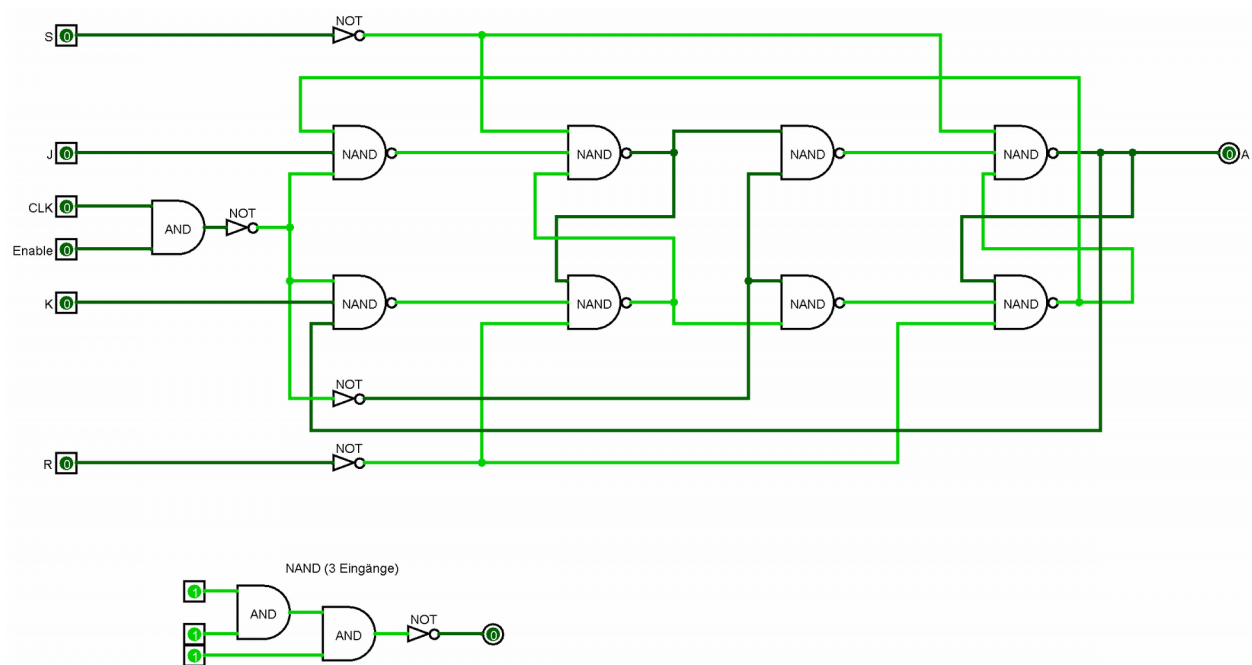 NOT
S 0
J 0 NAND NAND NAND NAND 0 A
CLK 0 NOT
AND
Enable 0
K 0 NAND NAND NAND NAND
NOT
NOT
R 0
NAND (3 Eingänge)
1
AND NOT
1 AND 0
1